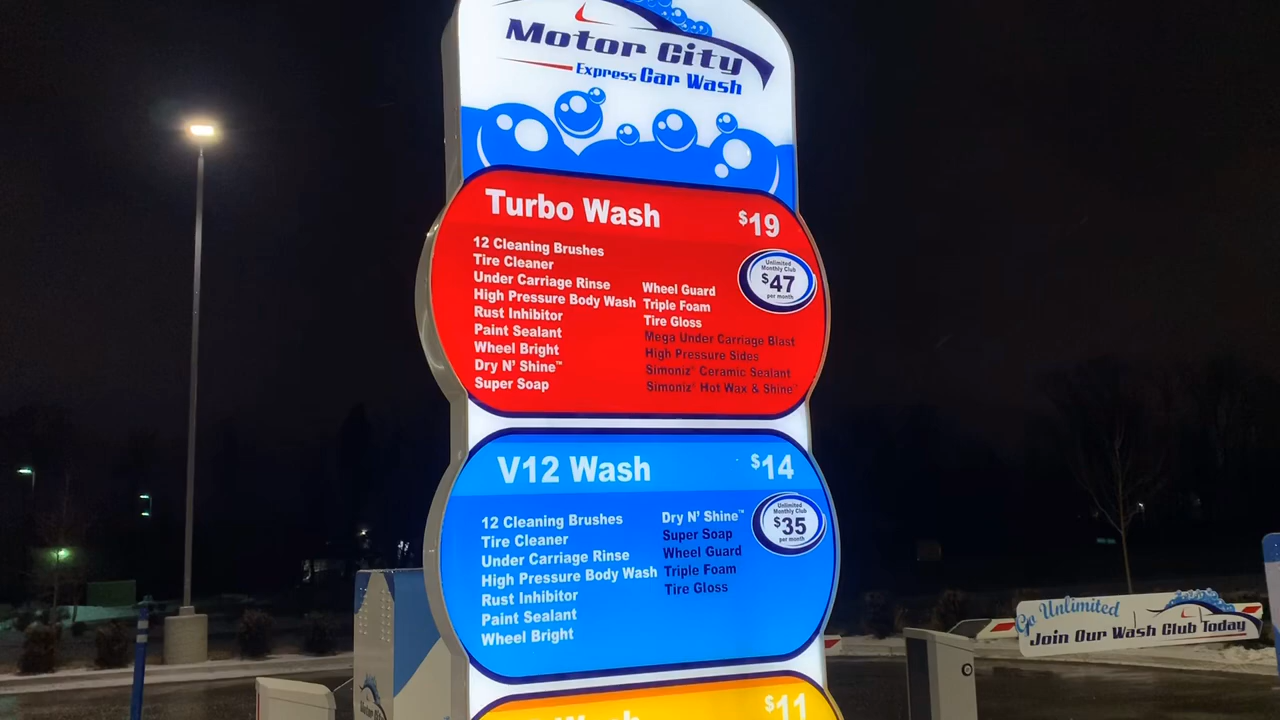 Motor City
Express Car Wash
Turbo Wash
$19
12 Cleaning Brushes
Tire Cleaner
Under Carriage Rinse
High Pressure Body Wash
Rust Inhibitor
Paint Sealant
Wheel Bright
Dry N’ Shine™
Super Soap
Wheel Guard
Triple Foam
Tire Gloss
Mega Under Carriage Blast
High Pressure Sides
Simoniz® Ceramic Sealant
Simoniz® Hot Wax & Shine®
Unlimited
Monthly Club
$47
per month
V12 Wash
$14
12 Cleaning Brushes
Tire Cleaner
Under Carriage Rinse
High Pressure Body Wash
Rust Inhibitor
Paint Sealant
Wheel Bright
Dry N’ Shine™
Super Soap
Wheel Guard
Triple Foam
Tire Gloss
Unlimited
Monthly Club
$35
per month
Wash
$11
Go Unlimited
Join Our Wash Club Today
Motor City